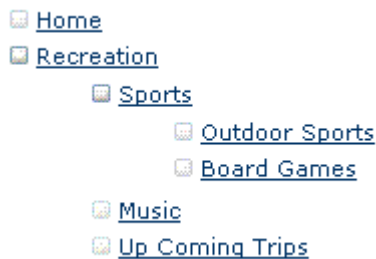 Home
Recreation
Sports
Outdoor Sports
Board Games
Music
Up Coming Trips